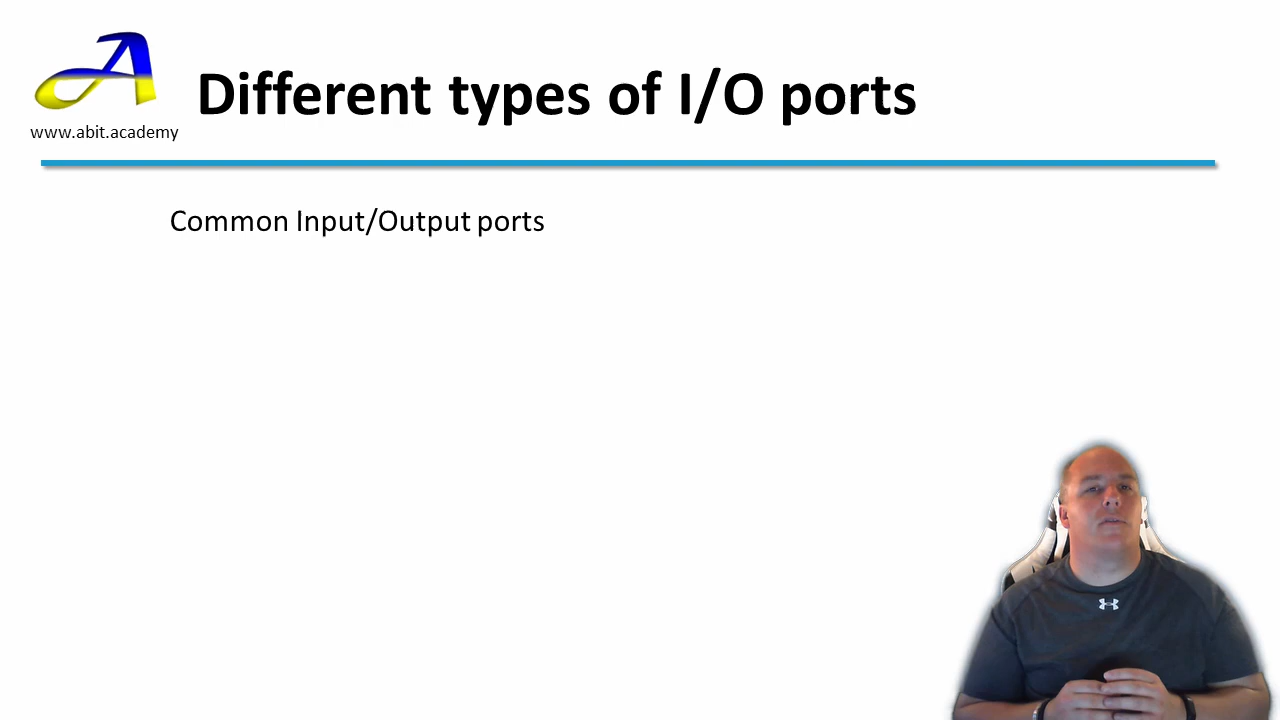 Different types of I/O ports
www.abit.academy
Common Input/Output ports